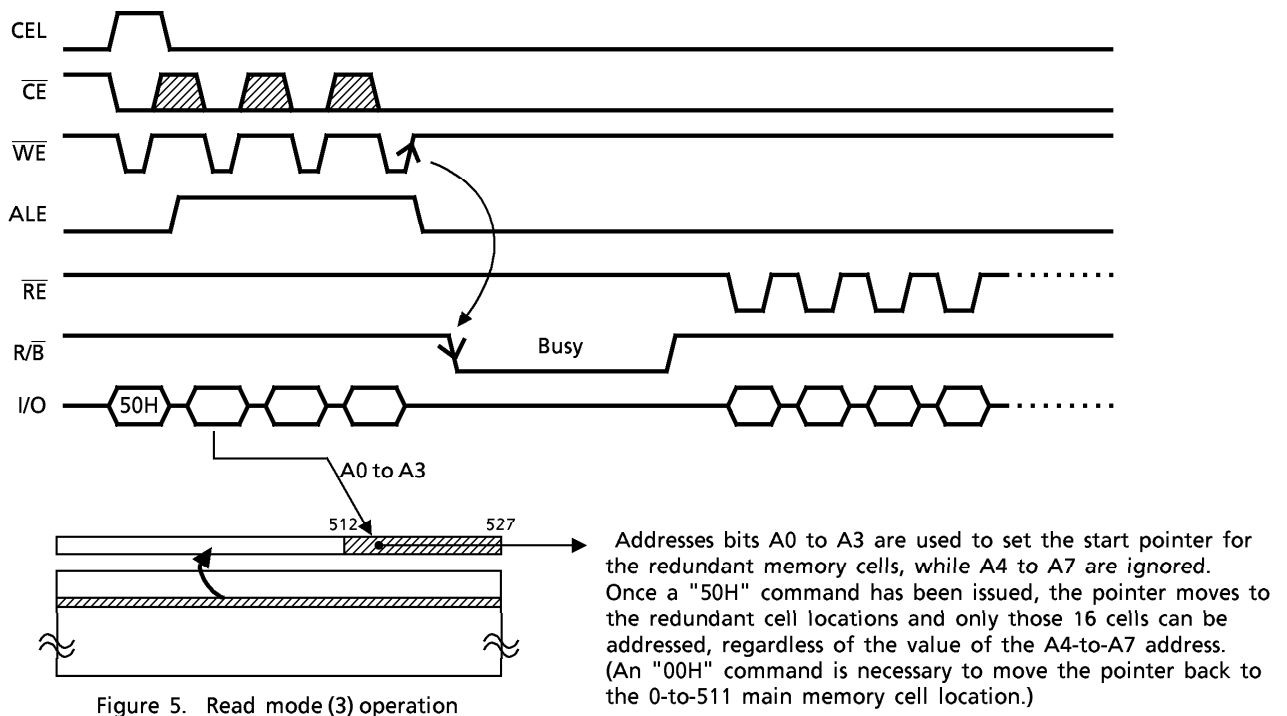 CEL
CE
WE
ALE
RE
R/B
Busy
I/O
50H
A0 to A3
512
527
Addresses bits A0 to A3 are used to set the start pointer for
the redundant memory cells, while A4 to A7 are ignored.
Once a "50H" command has been issued, the pointer moves to
the redundant cell locations and only those 16 cells can be
addressed, regardless of the value of the A4-to-A7 address.
(An "00H" command is necessary to move the pointer back to
the 0-to-511 main memory cell location.)
Figure 5. Read mode (3) operation